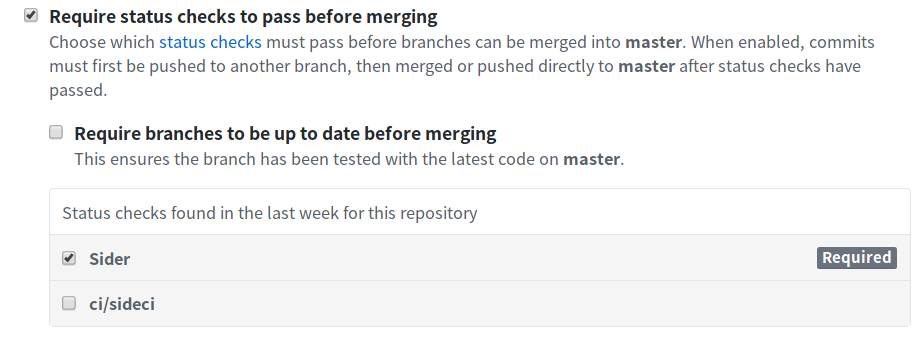 Require status checks to pass before merging
Choose which status checks must pass before branches can be merged into master. When enabled, commits
must first be pushed to another branch, then merged or pushed directly to master after status checks have
passed.
Require branches to be up to date before merging
This ensures the branch has been tested with the latest code on master.
Status checks found in the last week for this repository
Sider Required
ci/sideci